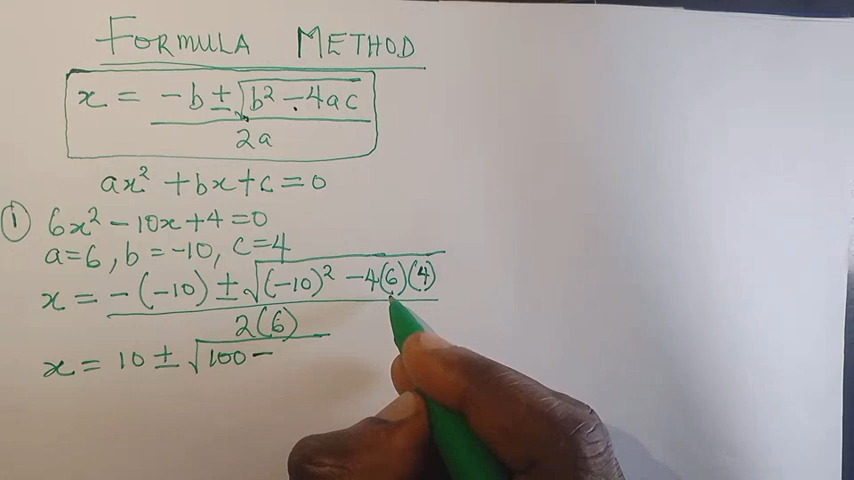 FORMULA METHOD
x = -b ± √b² - 4ac
2a
ax² + bx + c = 0
① 6x² - 10x + 4 = 0
a = 6, b = -10, c = 4
x = -(-10) ± √(-10)² - 4(6)(4)
2(6)
x = 10 ± √100 -